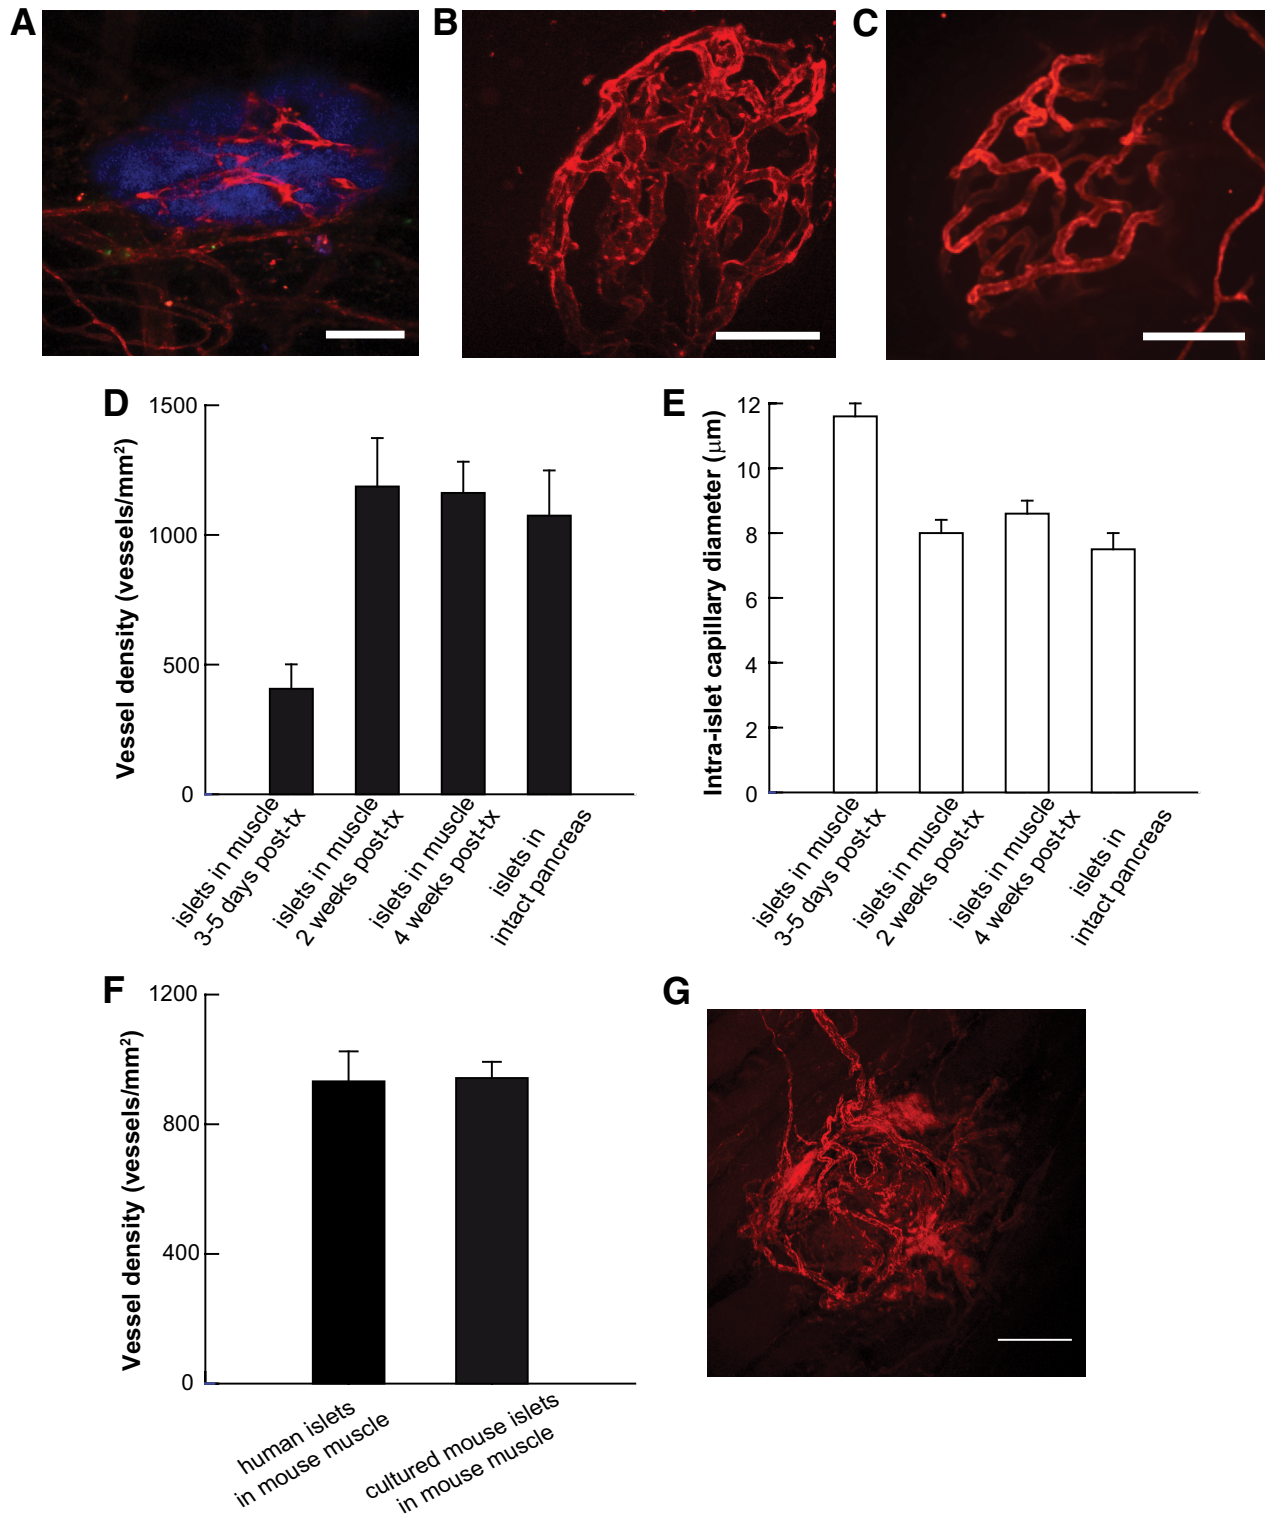 A
B
C
D
Vessel density (vessels/mm²)
1500
1000
500
0
islets in muscle
3-5 days post-tx
islets in muscle
2 weeks post-tx
islets in muscle
4 weeks post-tx
islets in
intact pancreas
E
Intra-islet capillary diameter (μm)
12
10
8
6
4
2
0
islets in muscle
3-5 days post-tx
islets in muscle
2 weeks post-tx
islets in muscle
4 weeks post-tx
islets in
intact pancreas
F
Vessel density (vessels/mm²)
1200
800
400
0
human islets
in mouse muscle
cultured mouse islets
in mouse muscle
G